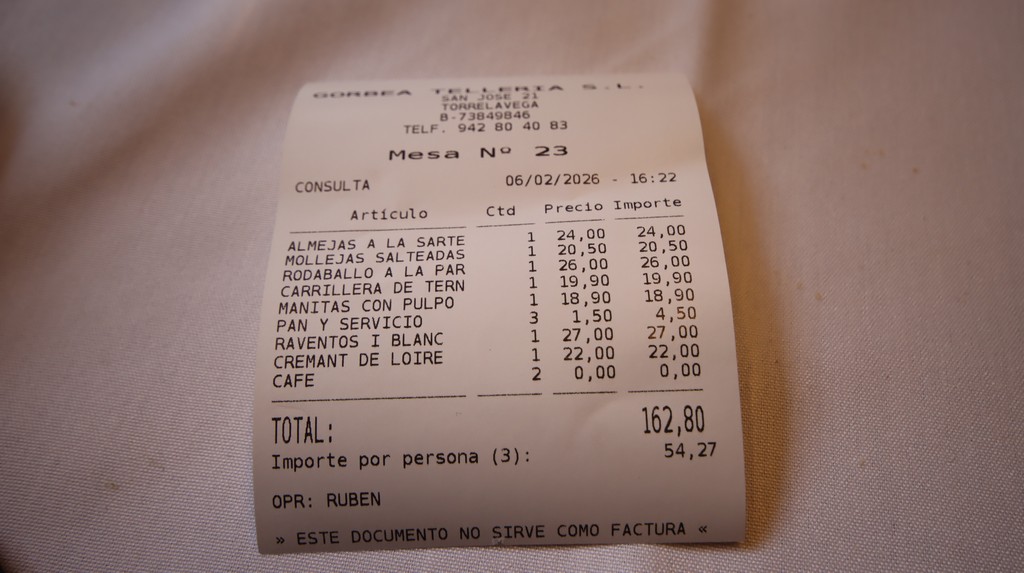 GORBEA TELLERIA S.L.
SAN JOSE 21
TORRELAVEGA
B-73849846
TELF. 942 80 40 83
Mesa Nº 23
CONSULTA 06/02/2026 - 16:22
Artículo Ctd Precio Importe
ALMEJAS A LA SARTE 1 24,00 24,00
MOLLEJAS SALTEADAS 1 20,50 20,50
RODABALLO A LA PAR 1 26,00 26,00
CARRILLERA DE TERN 1 19,90 19,90
MANITAS CON PULPO 1 18,90 18,90
PAN Y SERVICIO 3 1,50 4,50
RAVENTOS I BLANC 1 27,00 27,00
CREMANT DE LOIRE 1 22,00 22,00
CAFE 2 0,00 0,00
TOTAL: 162,80
Importe por persona (3): 54,27
OPR: RUBEN
» ESTE DOCUMENTO NO SIRVE COMO FACTURA «